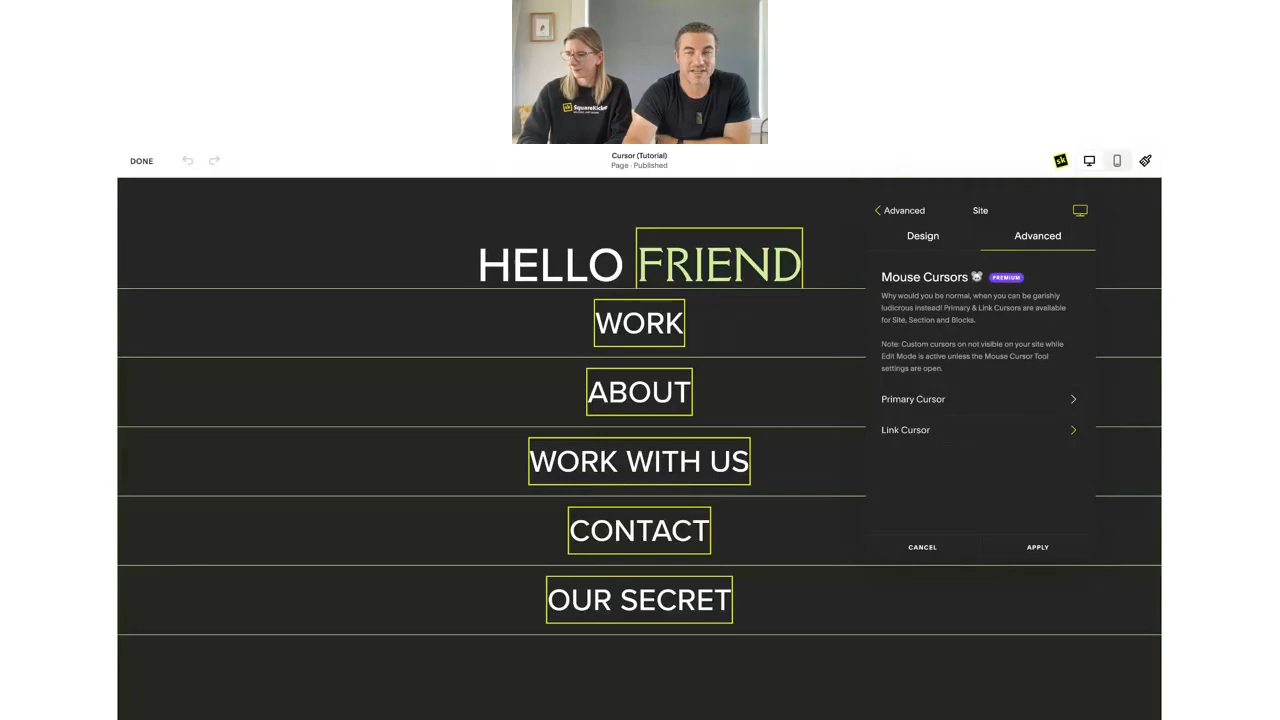 SquareKicker
DONE
Cursor (Tutorial)
Page · Published
sk
Advanced
Site
Design
Advanced
HELLO FRIEND
Mouse Cursors 🐭 PREMIUM
Why would you be normal, when you can be garishly
ludicrous instead! Primary & Link Cursors are available
for Site, Section and Blocks.
Note: Custom cursors on not visible on your site while
Edit Mode is active unless the Mouse Cursor Tool
settings are open.
Primary Cursor
Link Cursor
CANCEL
APPLY
WORK
ABOUT
WORK WITH US
CONTACT
OUR SECRET